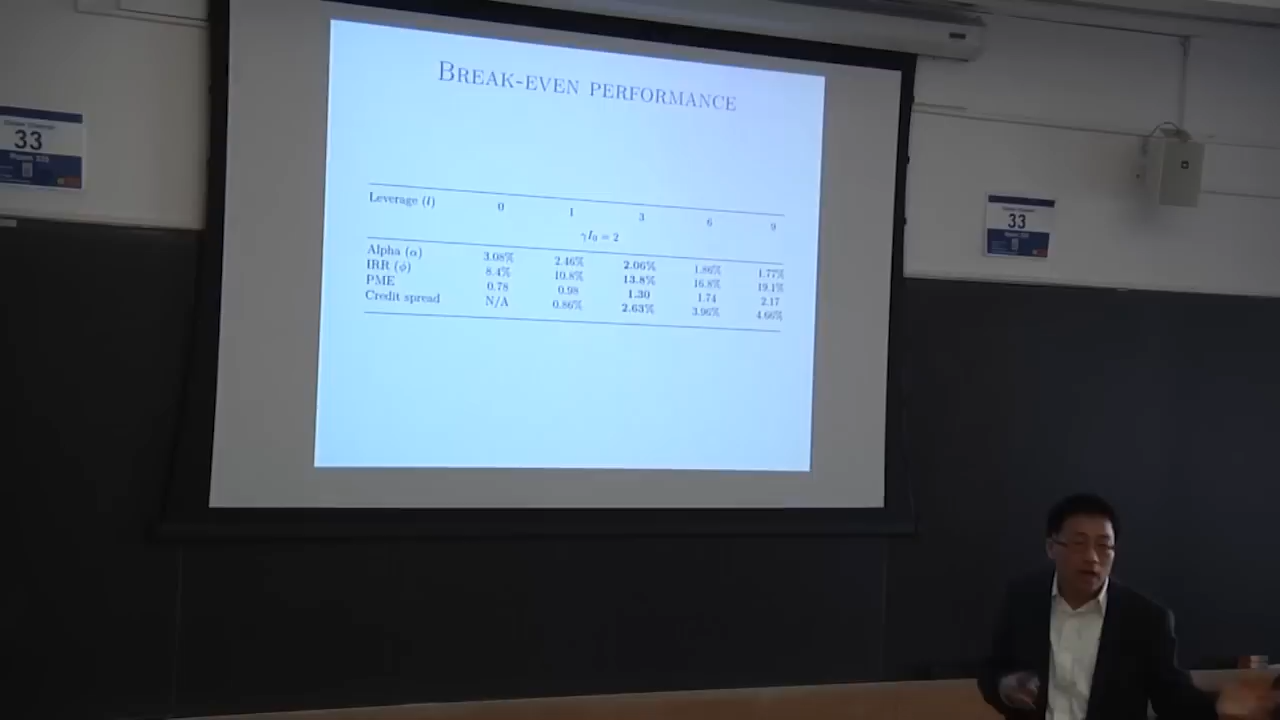 BREAK-EVEN PERFORMANCE
Leverage (l) 0 1 3 6 9
γI₀ = 2
Alpha (α) 3.08% 2.46% 2.06% 1.86% 1.77%
IRR (ϕ) 8.4% 10.8% 13.8% 16.8% 19.1%
PME 0.78 0.98 1.30 1.74 2.17
Credit spread N/A 0.86% 2.63% 3.96% 4.66%
33
33